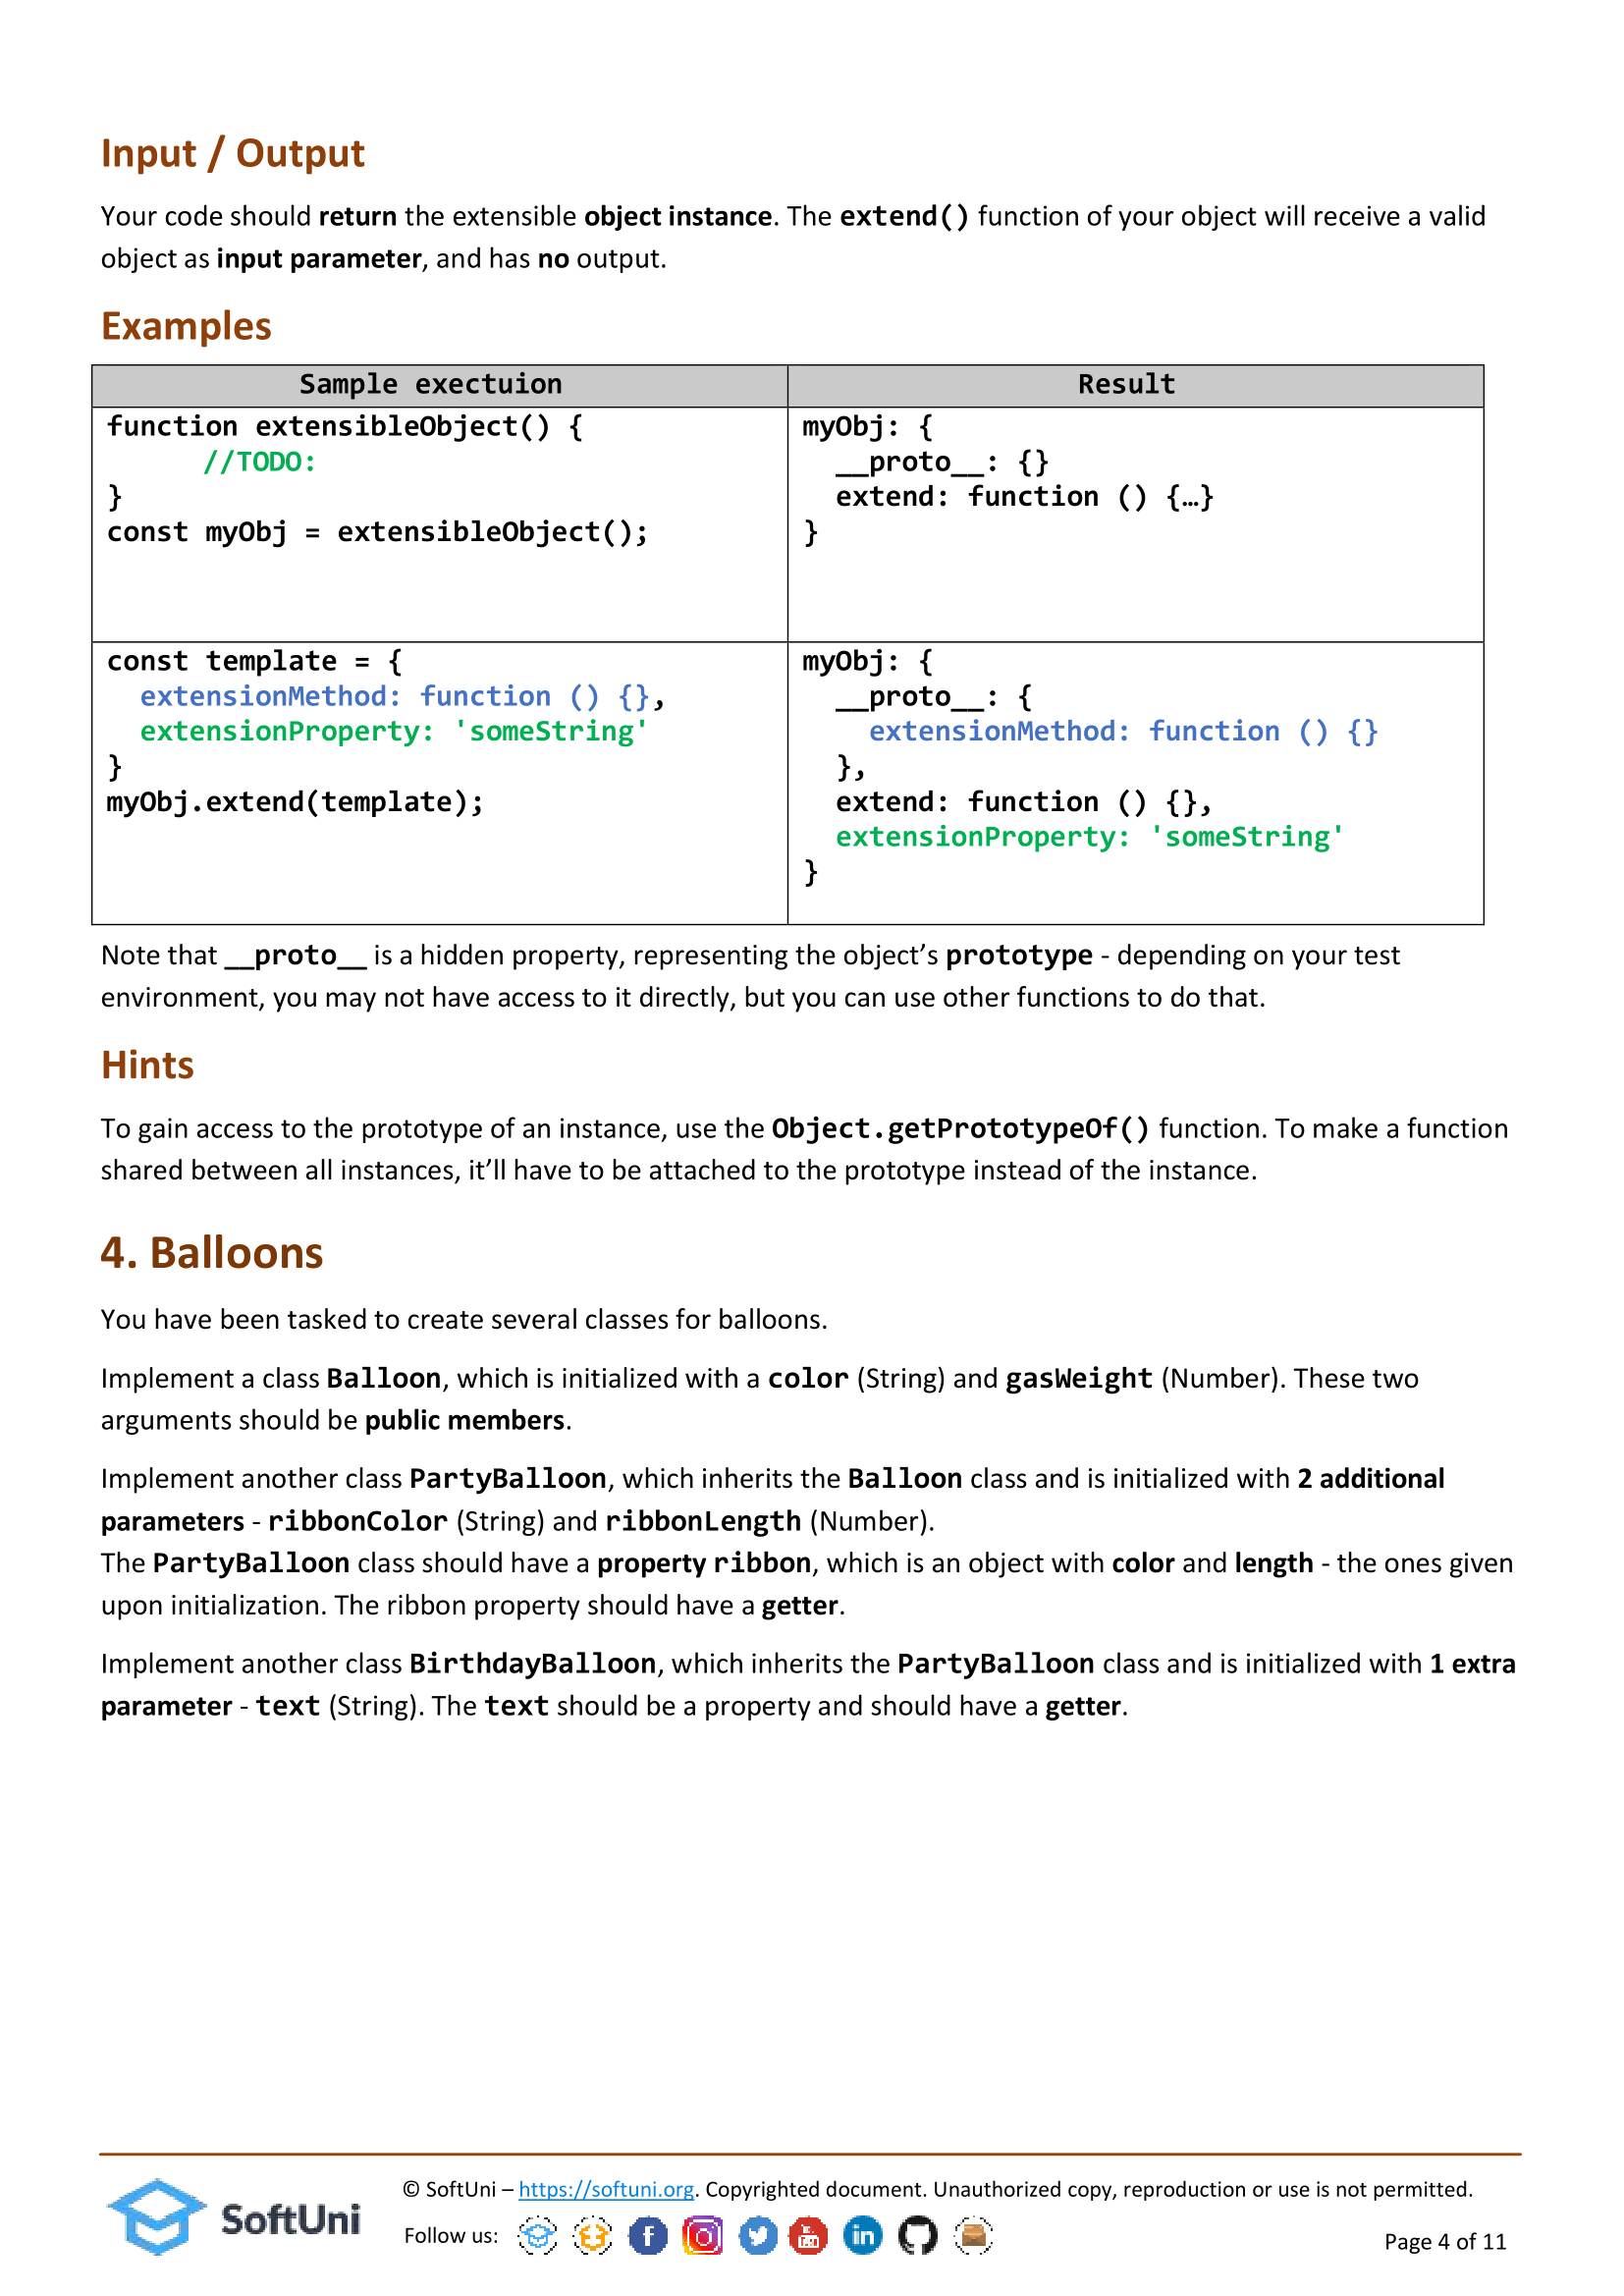 Input / Output
Your code should return the extensible object instance. The extend() function of your object will receive a valid
object as input parameter, and has no output.
Examples
Sample exectuion
Result
function extensibleObject() {
//TODO:
}
const myObj = extensibleObject();
myObj: {
__proto__: {}
extend: function () {…}
}
const template = {
extensionMethod: function () {},
extensionProperty: 'someString'
}
myObj.extend(template);
myObj: {
__proto__: {
extensionMethod: function () {}
},
extend: function () {},
extensionProperty: 'someString'
}
Note that __proto__ is a hidden property, representing the object’s prototype - depending on your test
environment, you may not have access to it directly, but you can use other functions to do that.
Hints
To gain access to the prototype of an instance, use the Object.getPrototypeOf() function. To make a function
shared between all instances, it’ll have to be attached to the prototype instead of the instance.
4. Balloons
You have been tasked to create several classes for balloons.
Implement a class Balloon, which is initialized with a color (String) and gasWeight (Number). These two
arguments should be public members.
Implement another class PartyBalloon, which inherits the Balloon class and is initialized with 2 additional
parameters - ribbonColor (String) and ribbonLength (Number).
The PartyBalloon class should have a property ribbon, which is an object with color and length - the ones given
upon initialization. The ribbon property should have a getter.
Implement another class BirthdayBalloon, which inherits the PartyBalloon class and is initialized with 1 extra
parameter - text (String). The text should be a property and should have a getter.
SoftUni
© SoftUni – https://softuni.org. Copyrighted document. Unauthorized copy, reproduction or use is not permitted.
Follow us:
Page 4 of 11